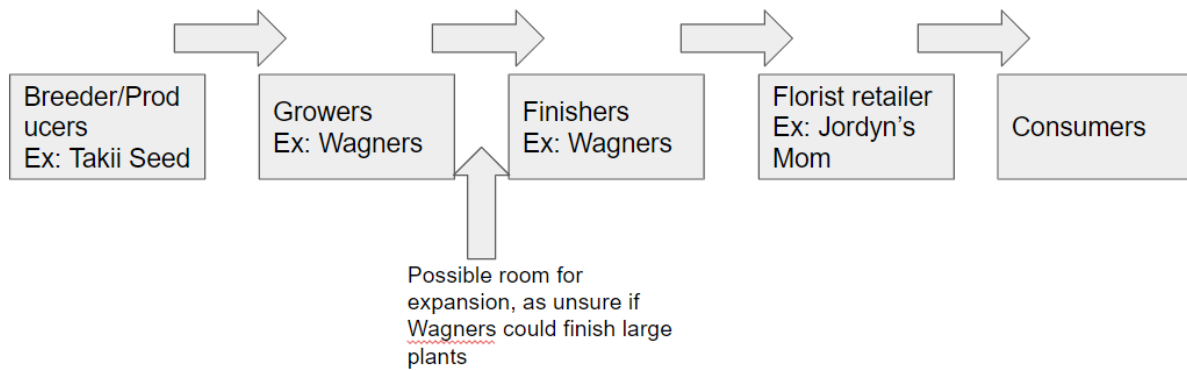 Breeder/Prod
ucers
Ex: Takii Seed
Growers
Ex: Wagners
Finishers
Ex: Wagners
Florist retailer
Ex: Jordyn's
Mom
Consumers
Possible room for
expansion, as unsure if
Wagners could finish large
plants